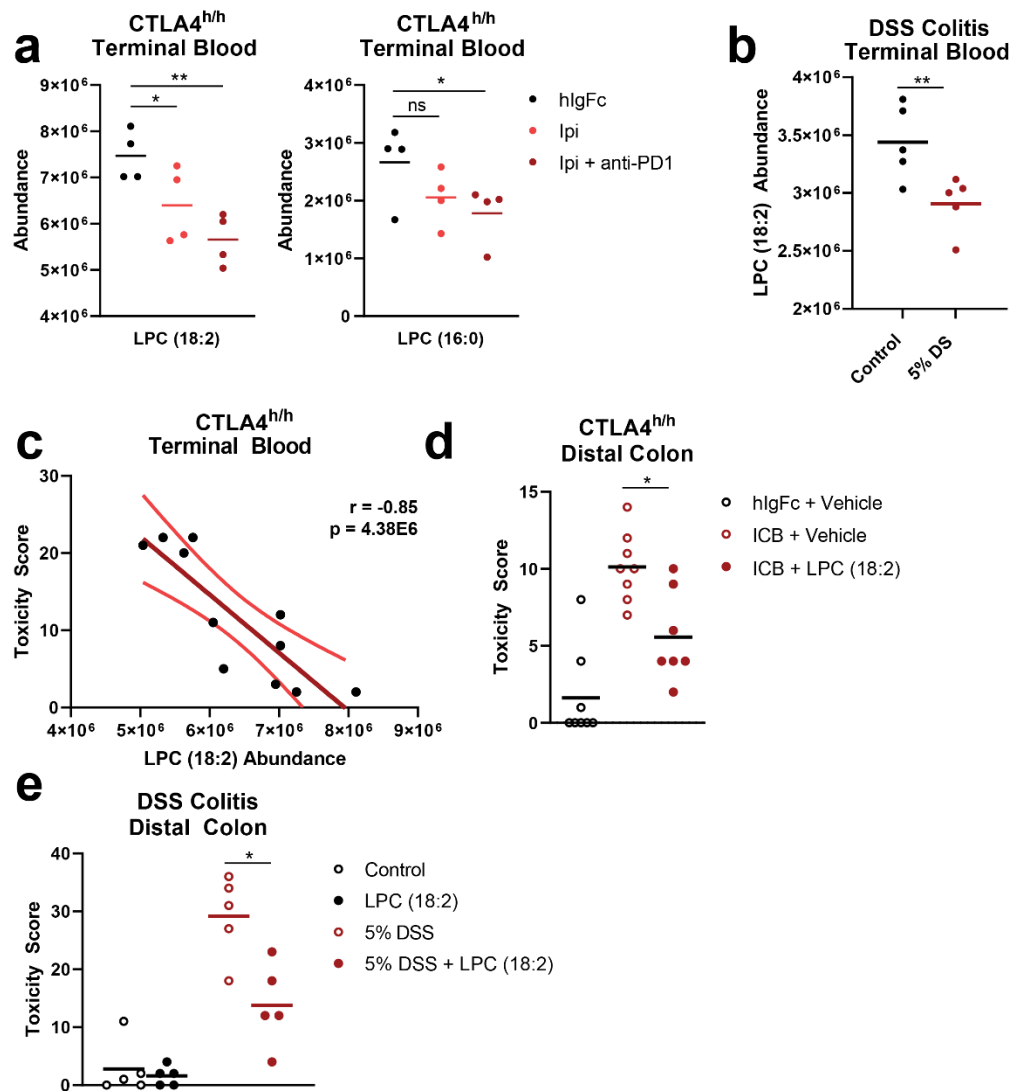 a
CTLA4h/h
Terminal Blood
CTLA4h/h
Terminal Blood
9×10⁶
8×10⁶
7×10⁶
6×10⁶
5×10⁶
4×10⁶
Abundance
**
*
LPC (18:2)
4×10⁶
3×10⁶
2×10⁶
1×10⁶
0
Abundance
*
ns
LPC (16:0)
hIgFc
Ipi
Ipi + anti-PD1
b
DSS Colitis
Terminal Blood
4×10⁶
3.5×10⁶
3×10⁶
2.5×10⁶
2×10⁶
LPC (18:2) Abundance
**
Control
5% DS
c
CTLA4h/h
Terminal Blood
30
20
10
0
Toxicity Score
r = -0.85
p = 4.38E6
4×10⁶ 5×10⁶ 6×10⁶ 7×10⁶ 8×10⁶ 9×10⁶
LPC (18:2) Abundance
d
CTLA4h/h
Distal Colon
15
10
5
0
Toxicity Score
*
hIgFc + Vehicle
ICB + Vehicle
ICB + LPC (18:2)
e
DSS Colitis
Distal Colon
40
30
20
10
0
Toxicity Score
*
Control
LPC (18:2)
5% DSS
5% DSS + LPC (18:2)